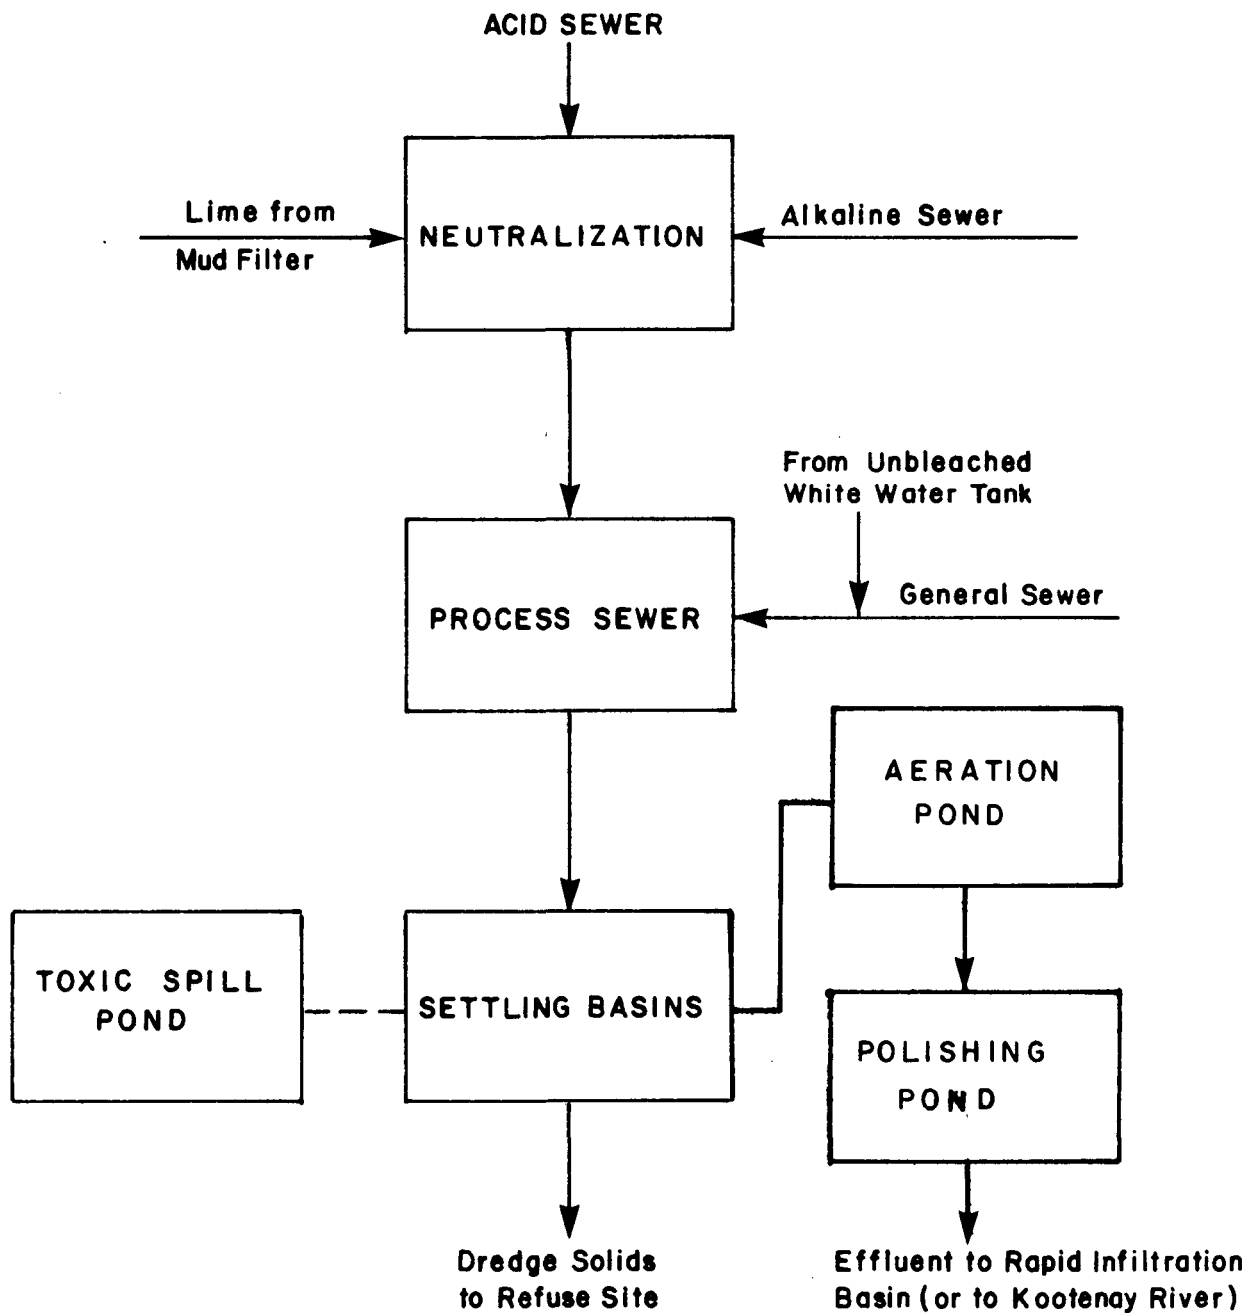 ACID SEWER
Lime from
Mud Filter
NEUTRALIZATION
Alkaline Sewer
From Unbleached
White Water Tank
General Sewer
PROCESS SEWER
AERATION
POND
TOXIC SPILL
POND
SETTLING BASINS
POLISHING
POND
Dredge Solids
to Refuse Site
Effluent to Rapid Infiltration
Basin (or to Kootenay River)